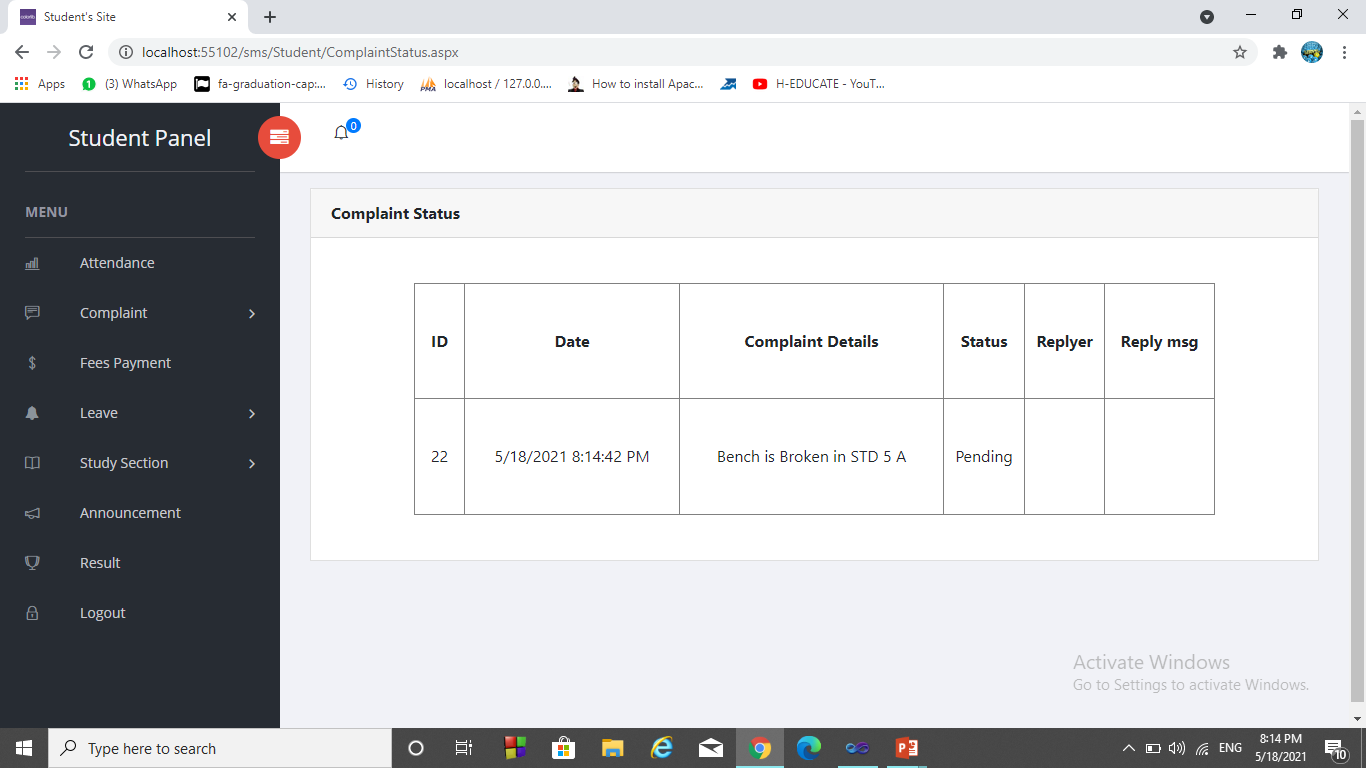 Student's Site
localhost:55102/sms/Student/ComplaintStatus.aspx
Apps
1
(3) WhatsApp
fa-graduation-cap:...
History
PMA
localhost / 127.0.0....
How to install Apac...
H-EDUCATE - YouT...
Student Panel
0
MENU
Complaint Status
Attendance
Complaint
Fees Payment
Leave
Study Section
Announcement
Result
Logout
ID Date Complaint Details Status Replyer Reply msg
22 5/18/2021 8:14:42 PM Bench is Broken in STD 5 A Pending
Activate Windows
Go to Settings to activate Windows.
Type here to search
ENG
8:14 PM
5/18/2021
10